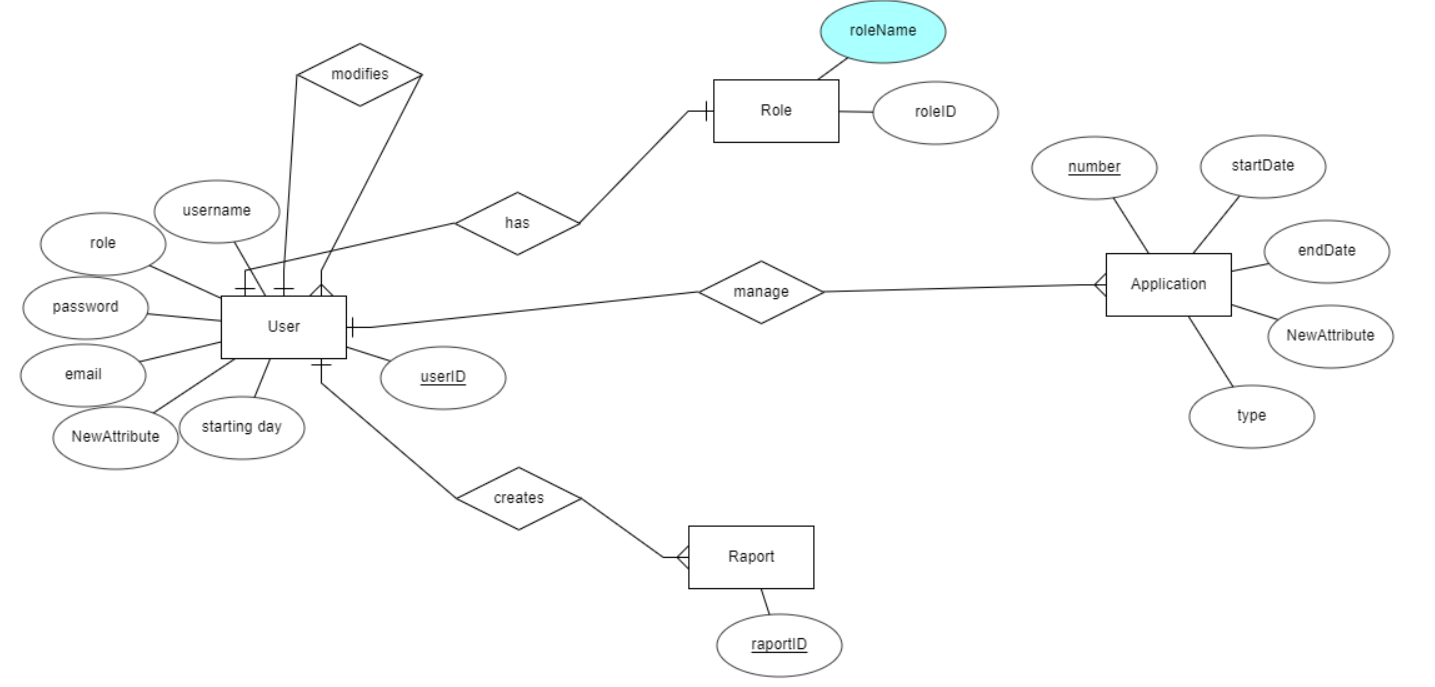 roleName
modifies
Role
roleID
number
startDate
username
has
role
endDate
Application
manage
password
User
NewAttribute
email
userID
type
NewAttribute
starting day
creates
Raport
raportID